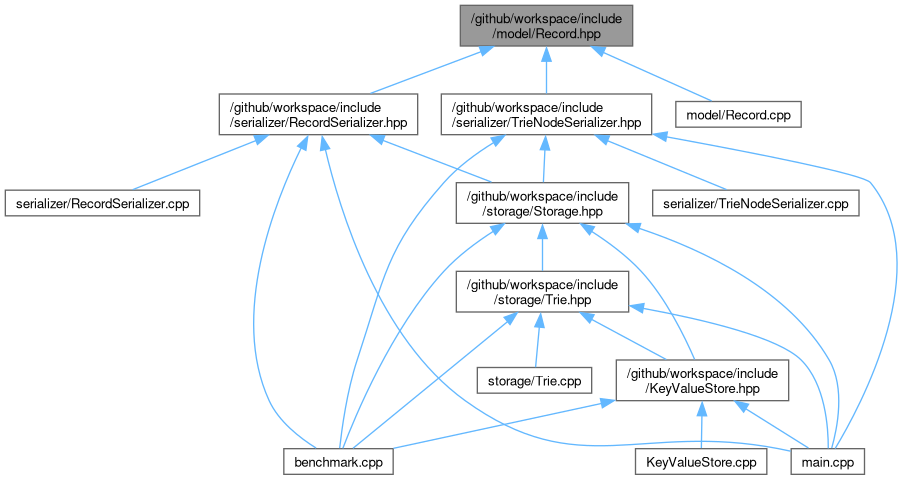 /github/workspace/include
/model/Record.hpp
/github/workspace/include
/serializer/RecordSerializer.hpp
/github/workspace/include
/serializer/TrieNodeSerializer.hpp
model/Record.cpp
serializer/RecordSerializer.cpp
/github/workspace/include
/storage/Storage.hpp
serializer/TrieNodeSerializer.cpp
/github/workspace/include
/storage/Trie.hpp
storage/Trie.cpp
/github/workspace/include
/KeyValueStore.hpp
benchmark.cpp
KeyValueStore.cpp
main.cpp